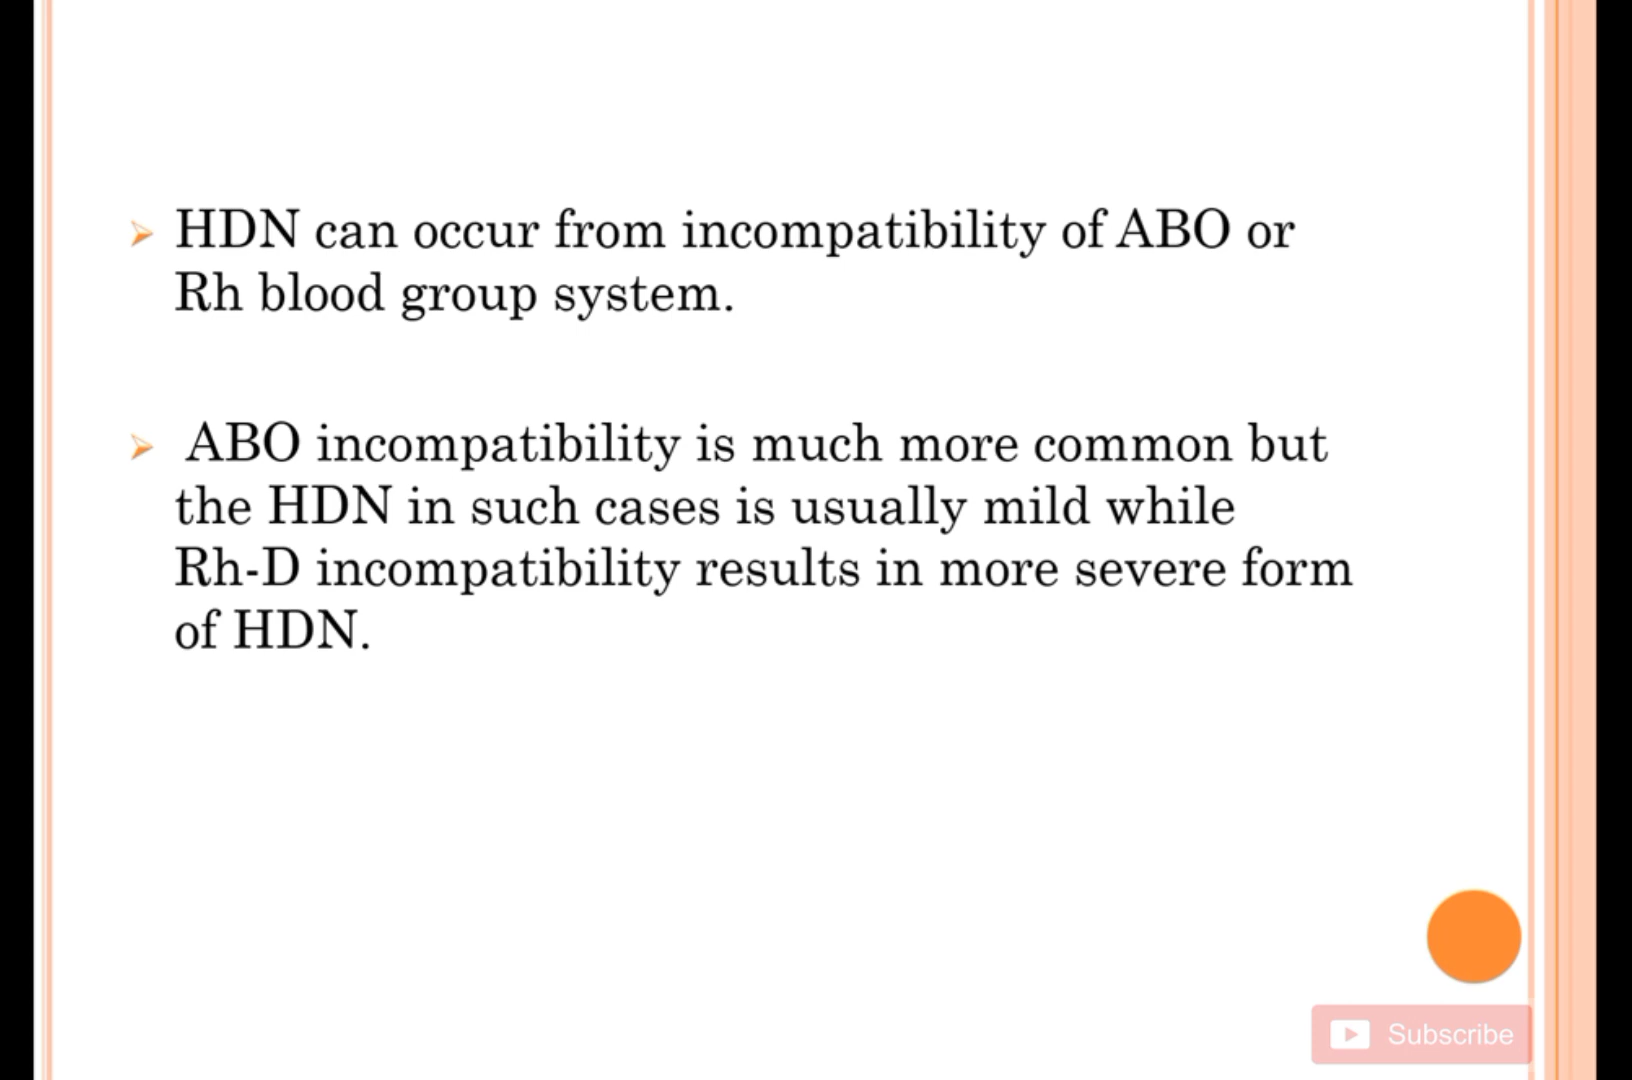 HDN can occur from incompatibility of ABO or
Rh blood group system.
ABO incompatibility is much more common but
the HDN in such cases is usually mild while
Rh-D incompatibility results in more severe form
of HDN.
Subscribe